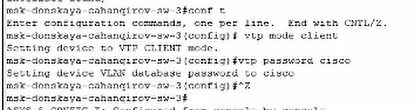 msk-donskaya-cahangirov-sw-3#conf t
Enter configuration commands, one per line.  End with CNTL/Z.
msk-donskaya-cahangirov-sw-3(config)# vtp mode client
Setting device to VTP CLIENT mode.
msk-donskaya-cahangirov-sw-3(config)#vtp password cisco
Setting device VLAN database password to cisco
msk-donskaya-cahangirov-sw-3(config)#^Z
msk-donskaya-cahangirov-sw-3#